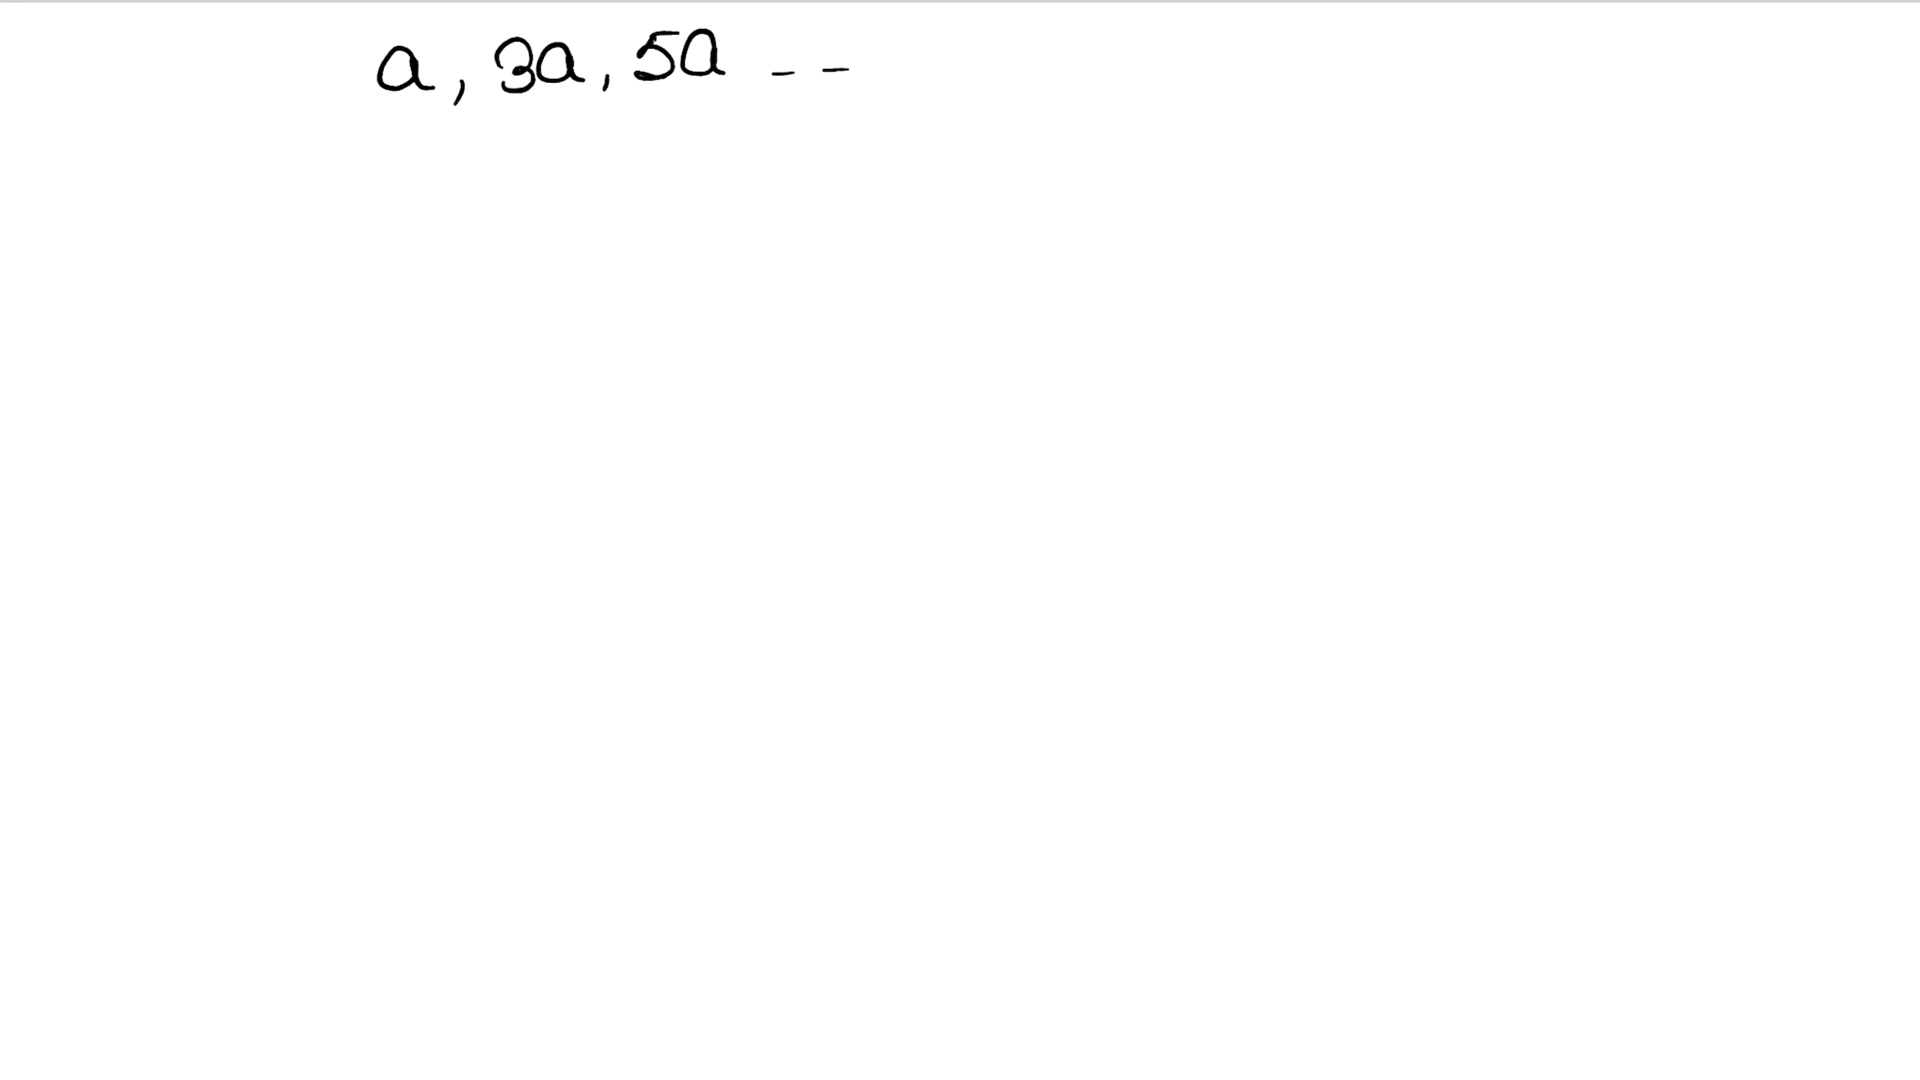 a, 3a, 5a - -